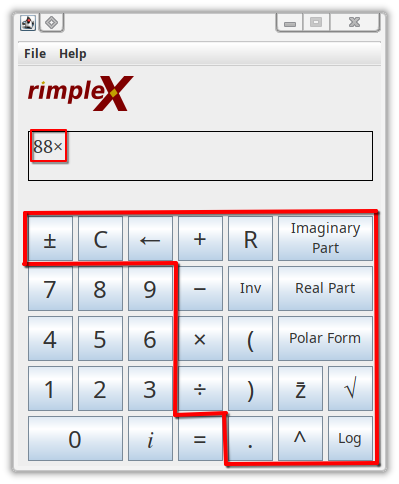 File Help
rimpleX
88×
± C ← + R Imaginary Part
7 8 9 − Inv Real Part
4 5 6 × ( Polar Form
1 2 3 ÷ ) z̄ √
0 i = . ^ Log